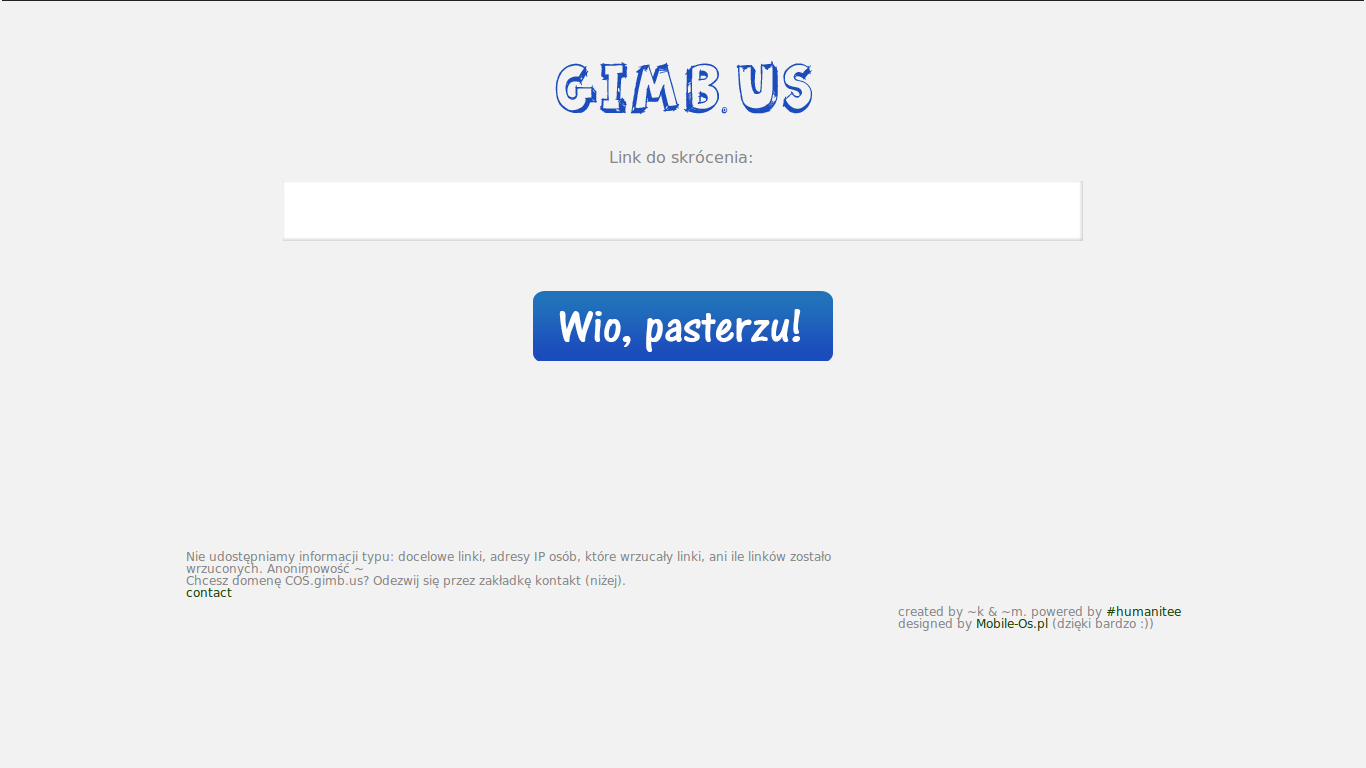 GIMB.US
Link do skrócenia:
Wio, pasterzu!
Nie udostępniamy informacji typu: docelowe linki, adresy IP osób, które wrzucały linki, ani ile linków zostało
wrzuconych. Anonimowość ~
Chcesz domenę COŚ.gimb.us? Odezwij się przez zakładkę kontakt (niżej).
contact
created by ~k & ~m. powered by #humanitee
designed by Mobile-Os.pl (dzięki bardzo :))